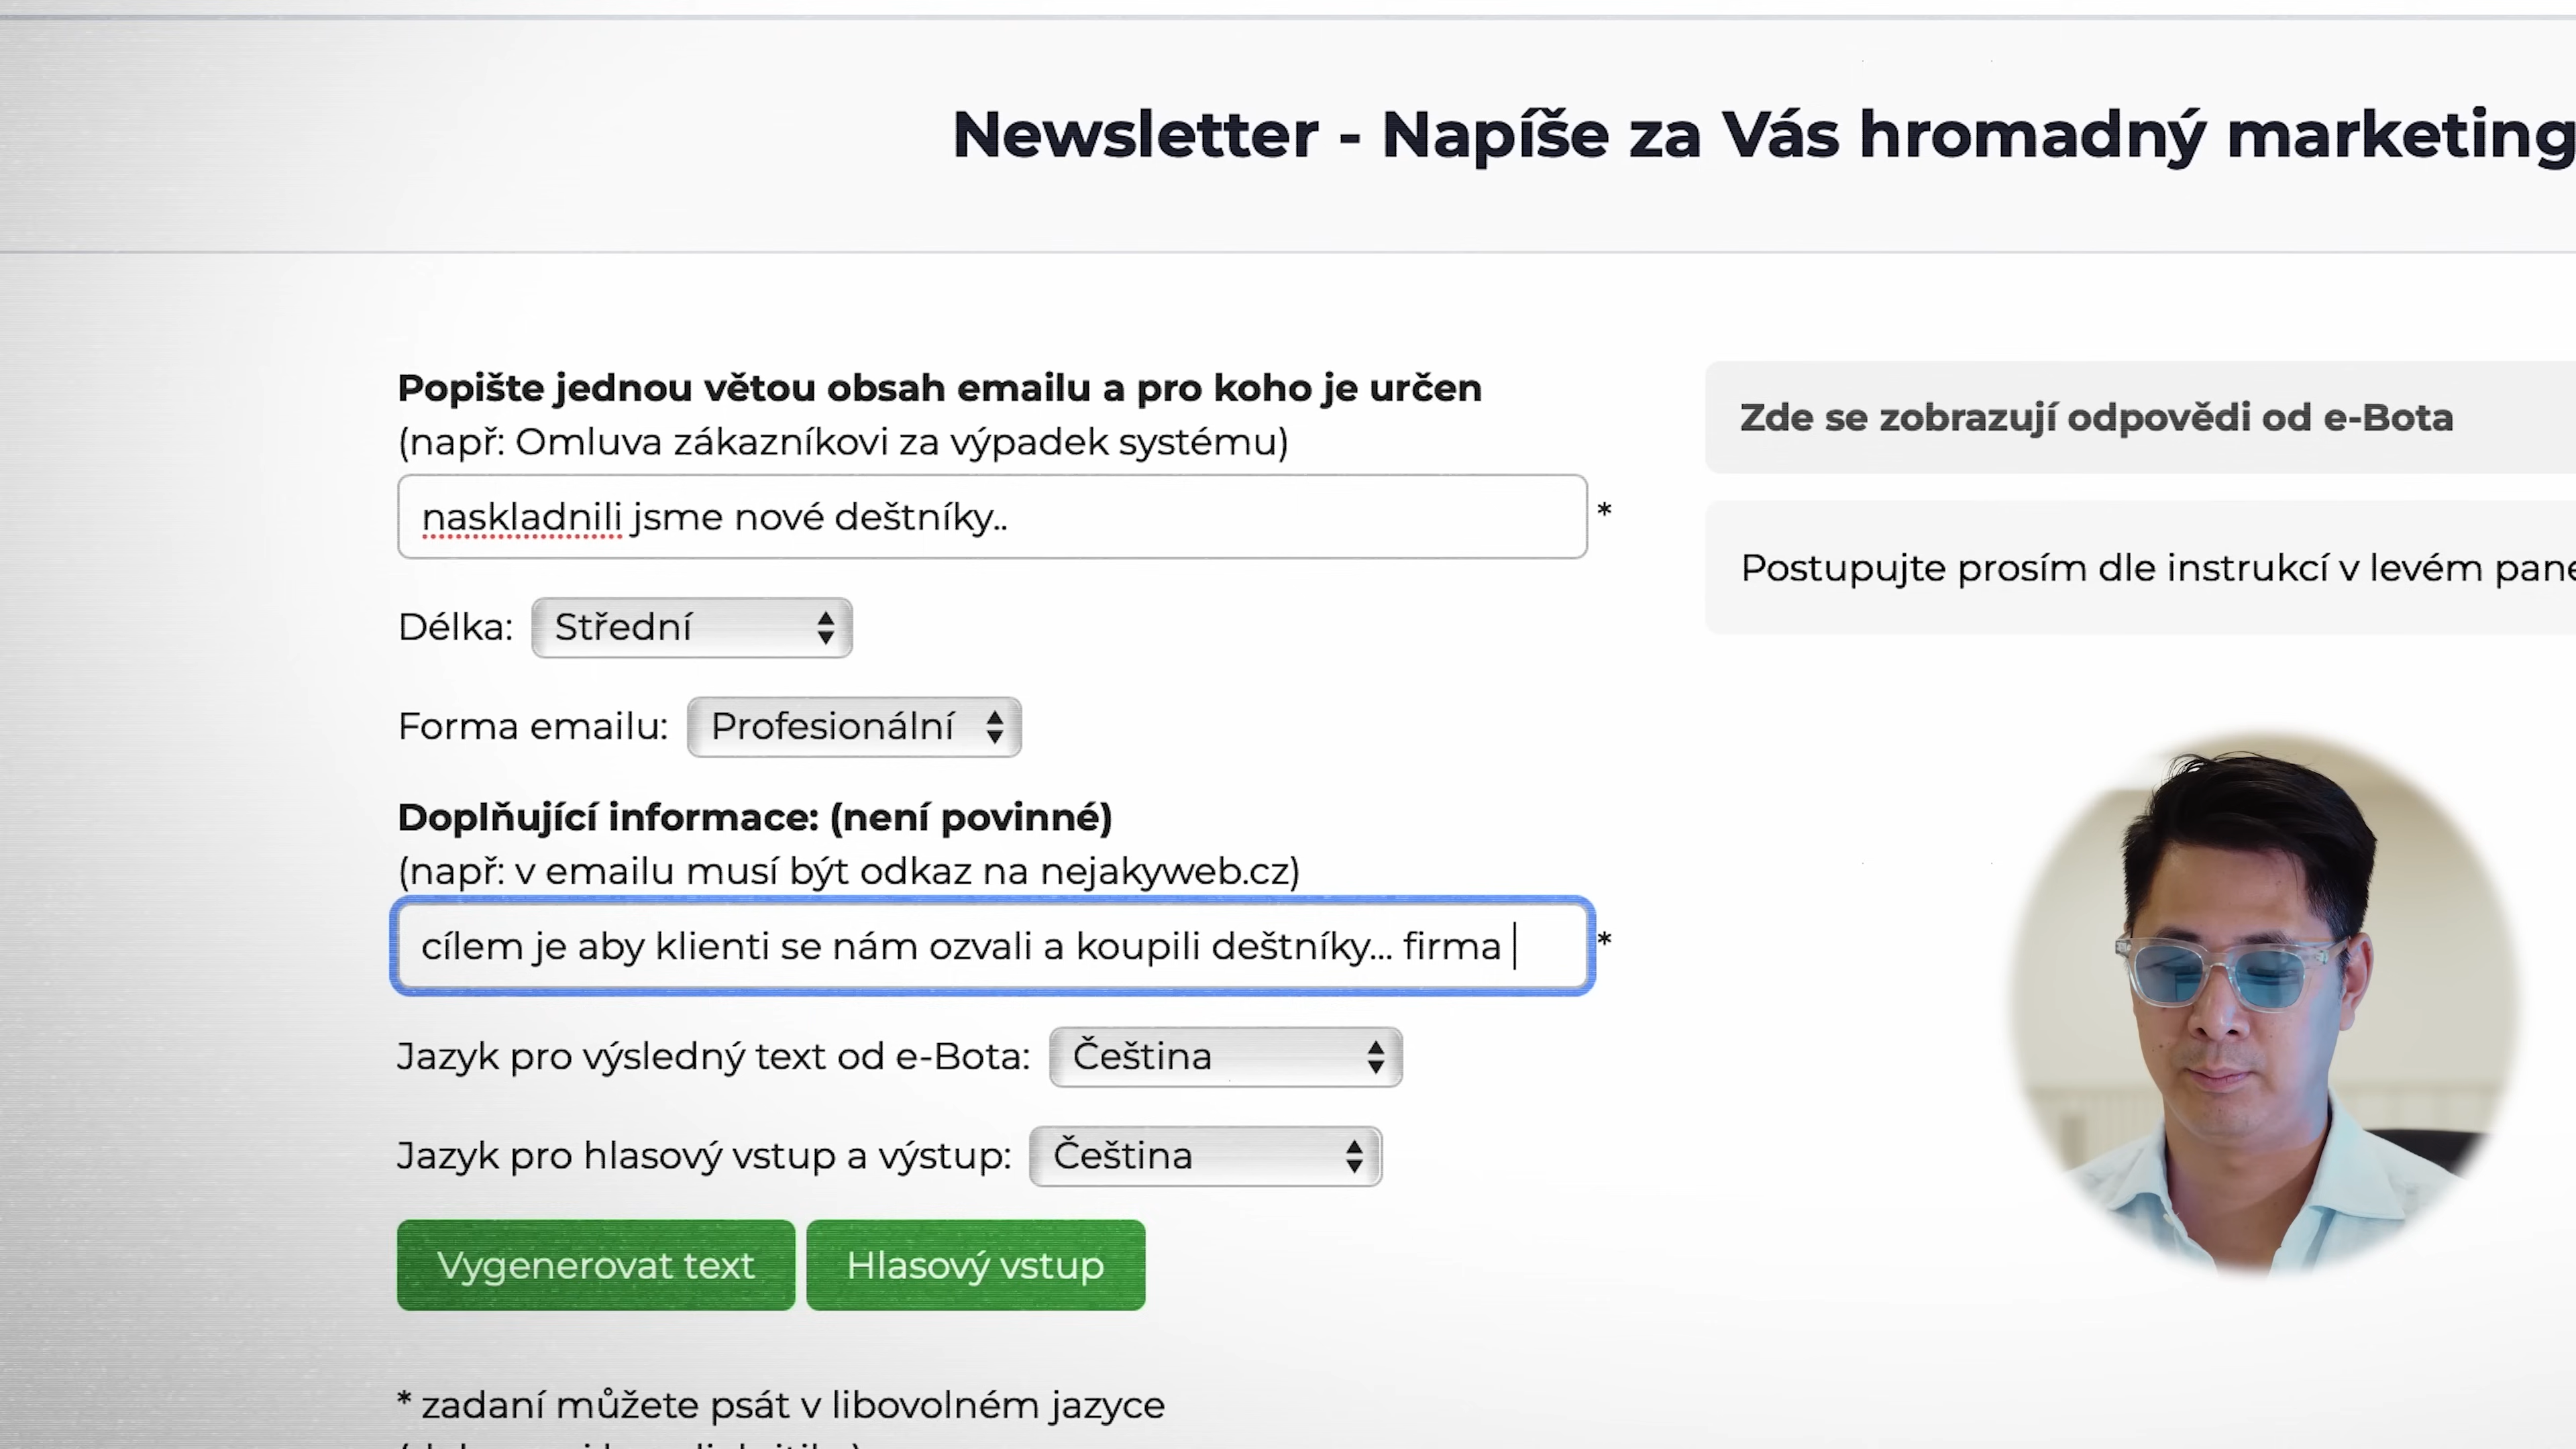 Newsletter - Napíše za Vás hromadný marketing
Popište jednou větou obsah emailu a pro koho je určen
(např: Omluva zákazníkovi za výpadek systému)
naskladnili jsme nové deštníky.. *
Délka: Střední
Forma emailu: Profesionální
Doplňující informace: (není povinné)
(např: v emailu musí být odkaz na nejakyweb.cz)
cílem je aby klienti se nám ozvali a koupili deštníky... firma *
Jazyk pro výsledný text od e-Bota: Čeština
Jazyk pro hlasový vstup a výstup: Čeština
Vygenerovat text Hlasový vstup
* zadaní můžete psát v libovolném jazyce
Zde se zobrazují odpovědi od e-Bota
Postupujte prosím dle instrukcí v levém